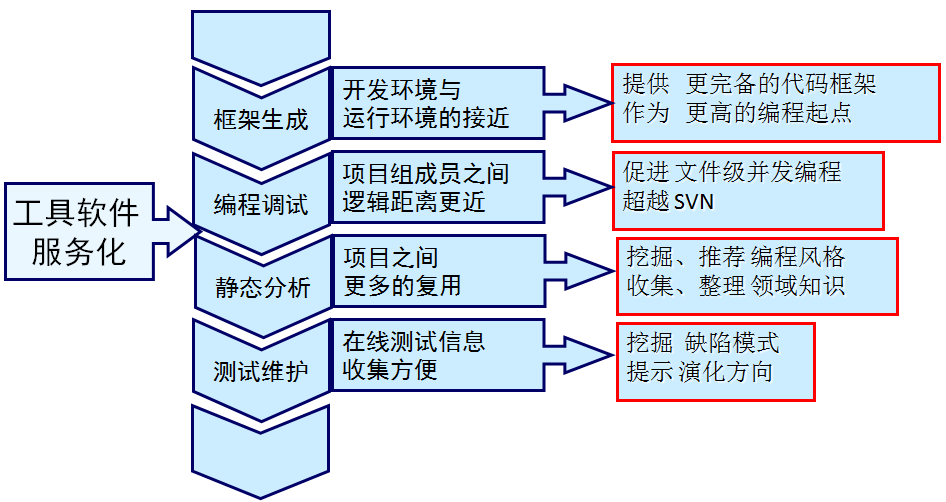 工具软件
服务化
框架生成
开发环境与
运行环境的接近
提供 更完备的代码框架
作为 更高的编程起点
编程调试
项目组成员之间
逻辑距离更近
促进 文件级并发编程
超越 SVN
静态分析
项目之间
更多的复用
挖掘、推荐 编程风格
收集、整理 领域知识
测试维护
在线测试信息
收集方便
挖掘 缺陷模式
提示 演化方向